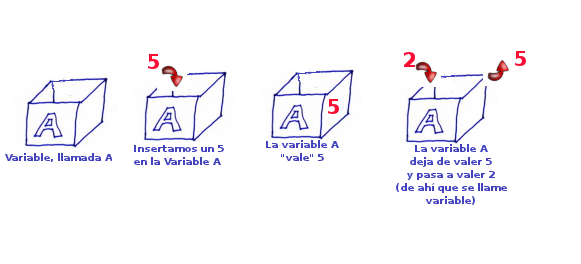 A
Variable, llamada A
5
A
Insertamos un 5
en la Variable A
A
5
La variable A
"vale" 5
2
5
A
La variable A
deja de valer 5
y pasa a valer 2
(de ahí que se llame
variable)